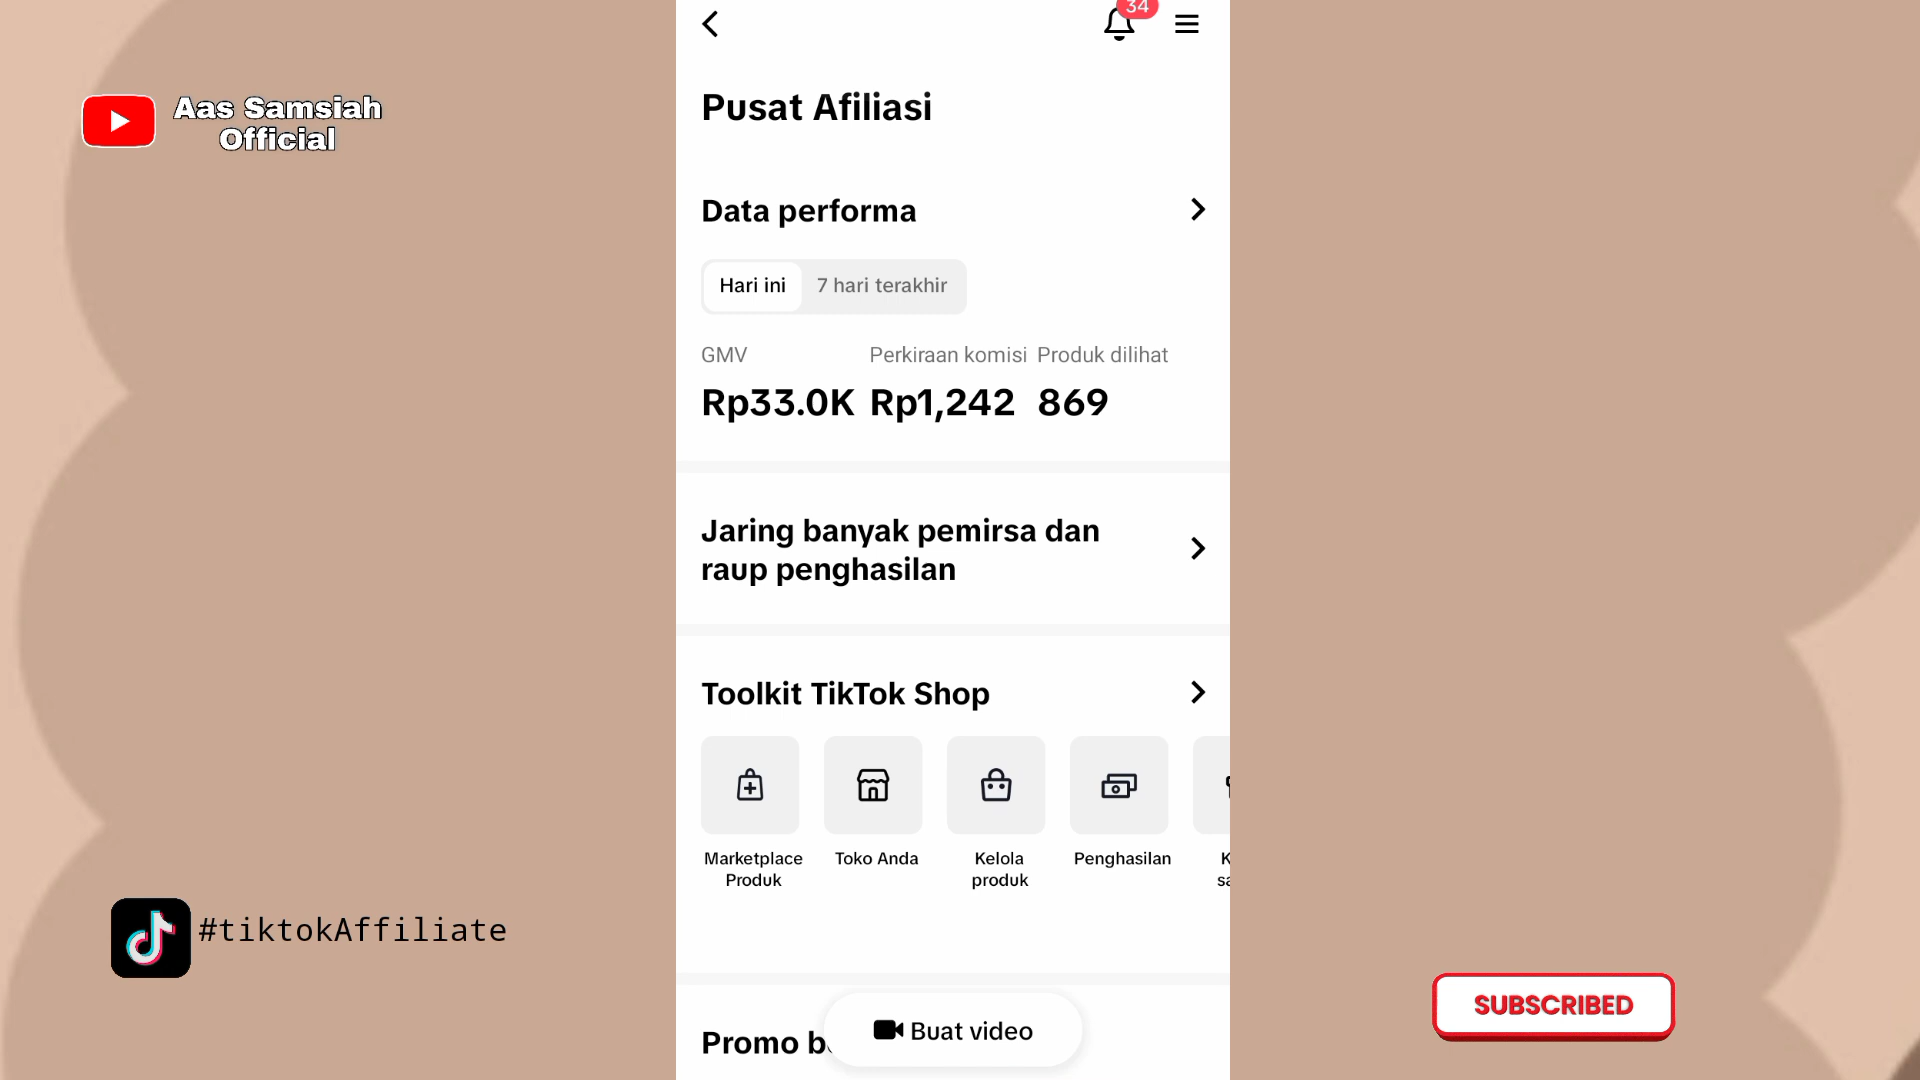 34
Aas Samsiah
Official
Pusat Afiliasi
Data performa
Hari ini 7 hari terakhir
GMV Perkiraan komisi Produk dilihat
Rp33.0K Rp1,242 869
Jaring banyak pemirsa dan
raup penghasilan
Toolkit TikTok Shop
Marketplace
Produk
Toko Anda
Kelola
produk
Penghasilan
#tiktokAffiliate
SUBSCRIBED
Promo
Buat video